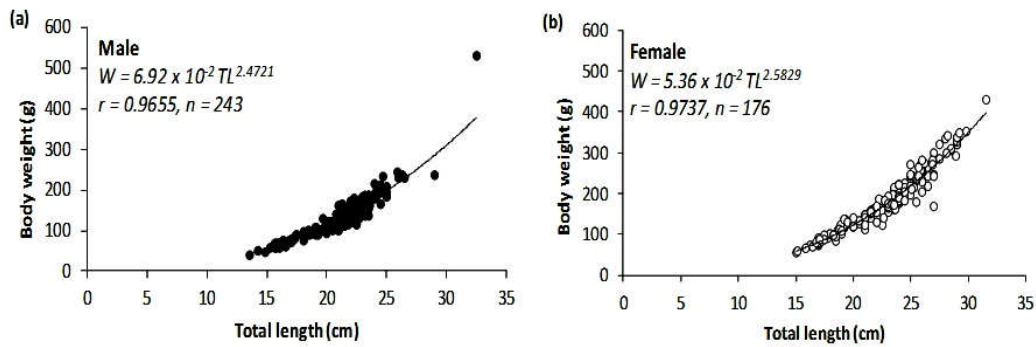 (a)
Male
W = 6.92 x 10-2 TL2.4721
r = 0.9655, n = 243
Body weight (g)
600
500
400
300
200
100
0
0 5 10 15 20 25 30 35
Total length (cm)
(b)
Female
W = 5.36 x 10-2 TL2.5829
r = 0.9737, n = 176
Body weight (g)
600
500
400
300
200
100
0
0 5 10 15 20 25 30 35
Total length (cm)